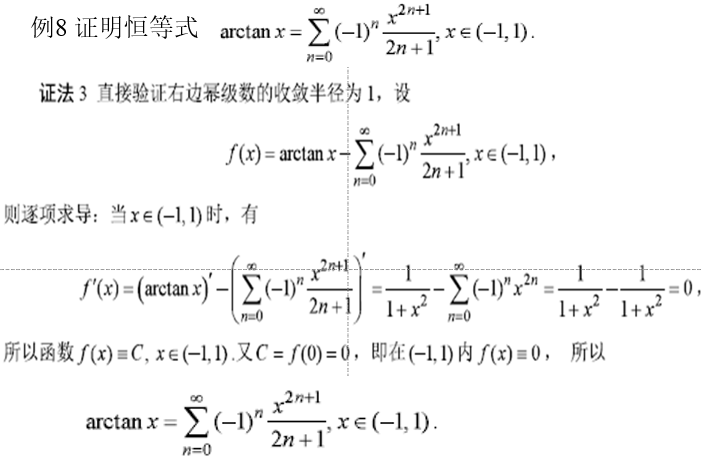 例8 证明恒等式 arctan x = ∑_{n=0}^{∞} (−1)^n x^{2n+1}/(2n+1), x∈(−1,1).
证法 3 直接验证右边幂级数的收敛半径为 1，设
f(x) = arctan x − ∑_{n=0}^{∞} (−1)^n x^{2n+1}/(2n+1), x∈(−1,1)，
则逐项求导：当 x∈(−1,1) 时，有
f′(x) = (arctan x)′ − (∑_{n=0}^{∞} (−1)^n x^{2n+1}/(2n+1))′ = 1/(1+x^2) − ∑_{n=0}^{∞} (−1)^n x^{2n} = 1/(1+x^2) − 1/(1+x^2) = 0，
所以函数 f(x) ≡ C, x∈(−1,1).又 C = f(0) = 0，即在(−1,1)内 f(x) ≡ 0， 所以
arctan x = ∑_{n=0}^{∞} (−1)^n x^{2n+1}/(2n+1), x∈(−1,1).